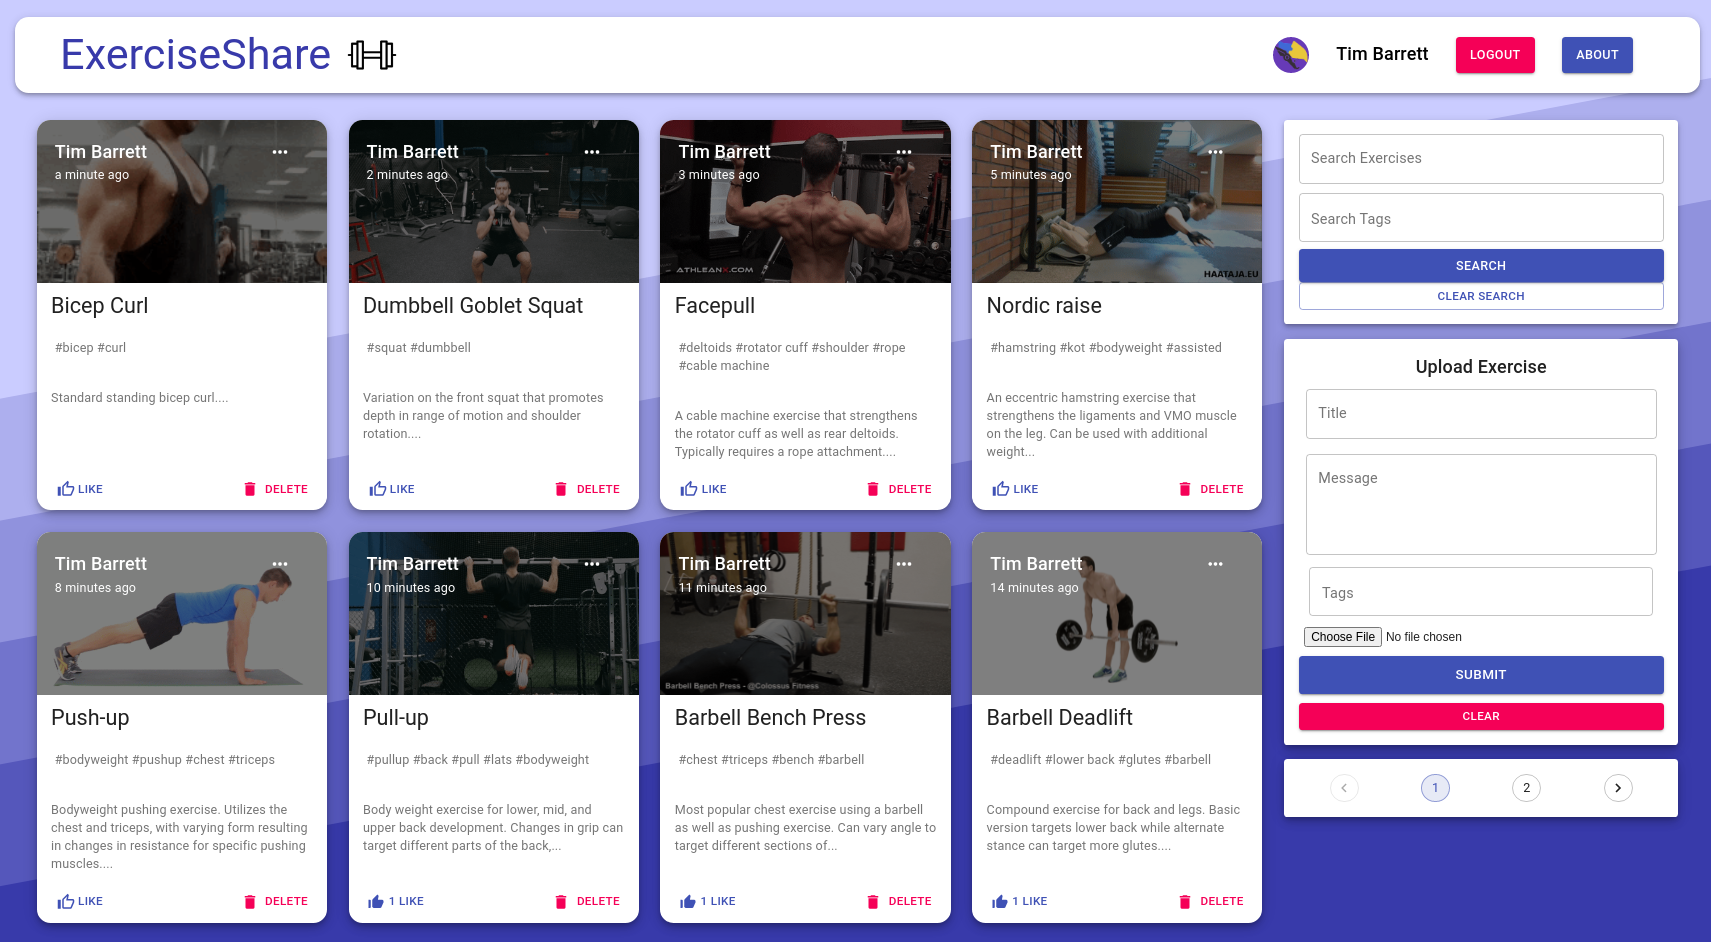 ExerciseShare
Tim Barrett
LOGOUT
ABOUT
Tim Barrett
a minute ago
Bicep Curl
#bicep #curl
Standard standing bicep curl....
LIKE
DELETE
Tim Barrett
2 minutes ago
Dumbbell Goblet Squat
#squat #dumbbell
Variation on the front squat that promotes
depth in range of motion and shoulder
rotation....
LIKE
DELETE
Tim Barrett
3 minutes ago
ATHLEANX.COM
Facepull
#deltoids #rotator cuff #shoulder #rope
#cable machine
A cable machine exercise that strengthens
the rotator cuff as well as rear deltoids.
Typically requires a rope attachment....
LIKE
DELETE
Tim Barrett
5 minutes ago
HAATAJA.EU
Nordic raise
#hamstring #kot #bodyweight #assisted
An eccentric hamstring exercise that
strengthens the ligaments and VMO muscle
on the leg. Can be used with additional
weight...
LIKE
DELETE
Tim Barrett
8 minutes ago
Push-up
#bodyweight #pushup #chest #triceps
Bodyweight pushing exercise. Utilizes the
chest and triceps, with varying form resulting
in changes in resistance for specific pushing
muscles....
LIKE
DELETE
Tim Barrett
10 minutes ago
Pull-up
#pullup #back #pull #lats #bodyweight
Body weight exercise for lower, mid, and
upper back development. Changes in grip can
target different parts of the back,...
1 LIKE
DELETE
Tim Barrett
11 minutes ago
Barbell Bench Press - @Colossus Fitness
Barbell Bench Press
#chest #triceps #bench #barbell
Most popular chest exercise using a barbell
as well as pushing exercise. Can vary angle to
target different sections of...
1 LIKE
DELETE
Tim Barrett
14 minutes ago
Barbell Deadlift
#deadlift #lower back #glutes #barbell
Compound exercise for back and legs. Basic
version targets lower back while alternate
stance can target more glutes....
1 LIKE
DELETE
Search Exercises
Search Tags
SEARCH
CLEAR SEARCH
Upload Exercise
Title
Message
Tags
Choose File No file chosen
SUBMIT
CLEAR
1
2